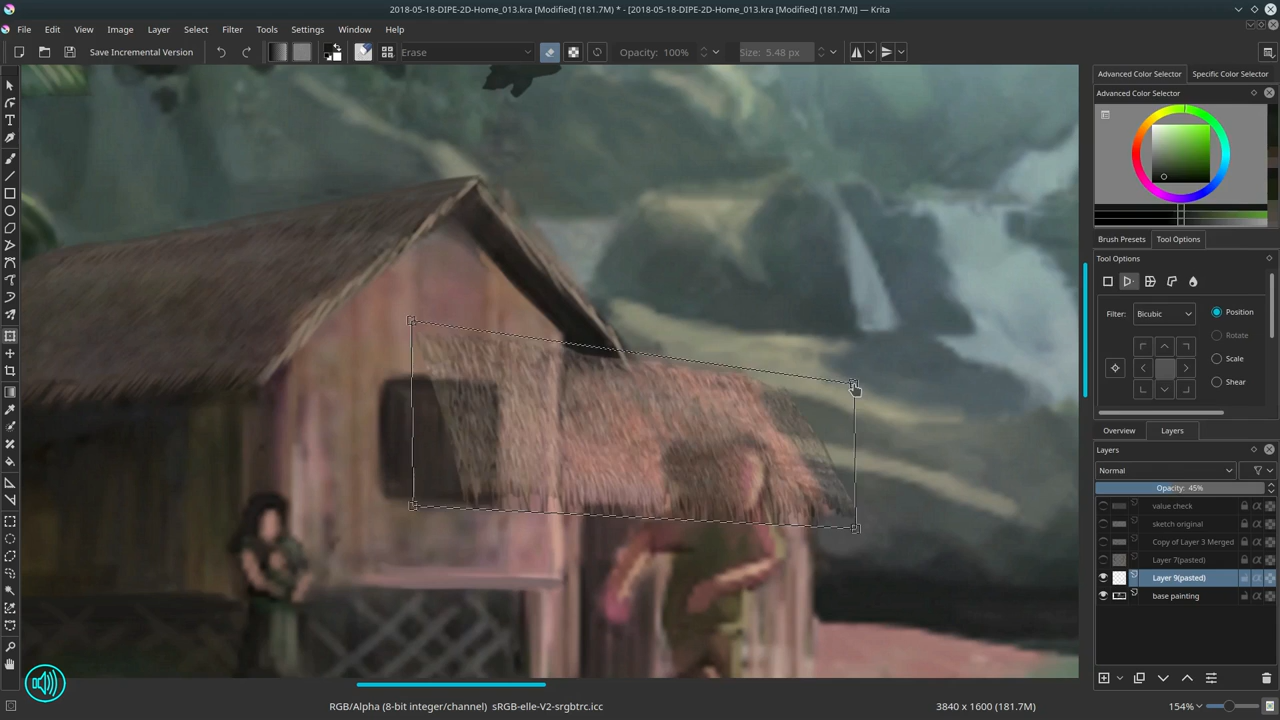 2018-05-18-DIPE-2D-Home_013.kra [Modified] (181.7M) * - [2018-05-18-DIPE-2D-Home_013.kra [Modified] (181.7M)] - Krita
File Edit View Image Layer Select Filter Tools Settings Window Help
Save Incremental Version
Erase
Opacity: 100%
Size: 5.48 px
Advanced Color Selector
Specific Color Selector
Advanced Color Selector
Brush Presets
Tool Options
Tool Options
Filter:
Bicubic
Position
Rotate
Scale
Shear
Overview
Layers
Layers
Normal
Opacity: 45%
value check
sketch original
Copy of Layer 3 Merged
Layer 7(pasted)
Layer 9(pasted)
base painting
RGB/Alpha (8-bit integer/channel) sRGB-elle-V2-srgbtrc.icc
3840 x 1600 (181.7M)
154%